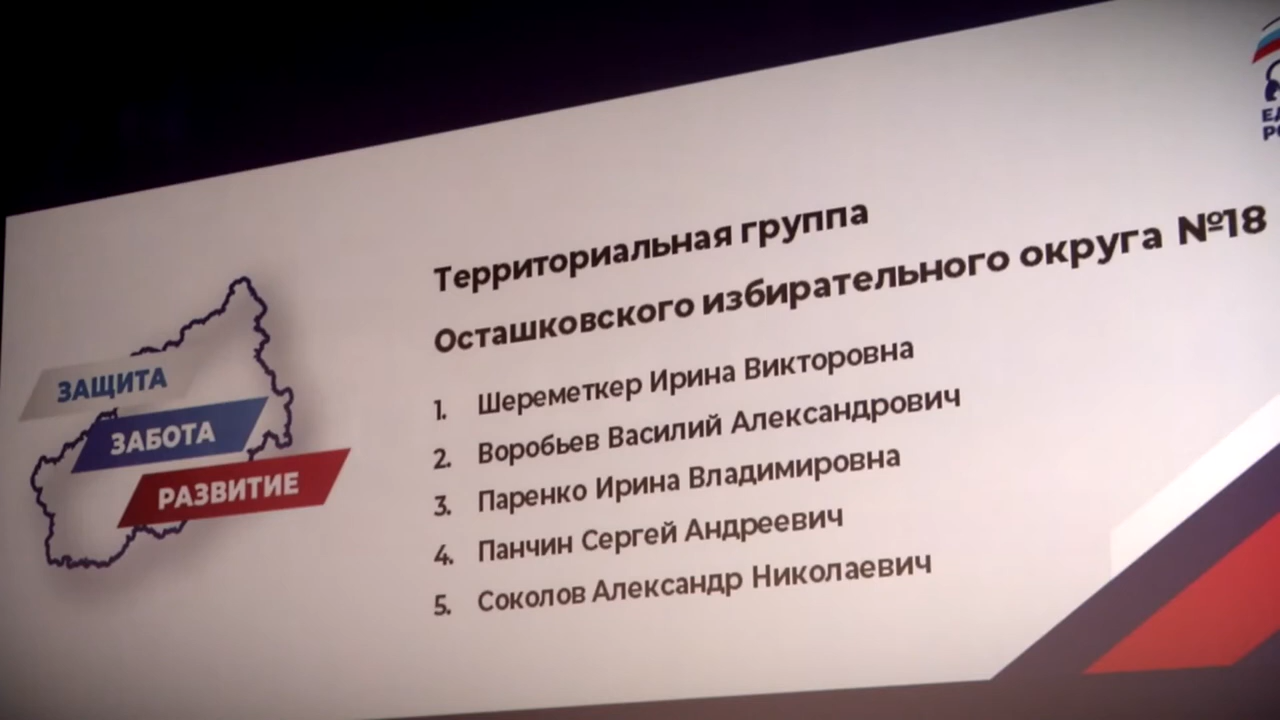 ЗАЩИТА
ЗАБОТА
РАЗВИТИЕ
Территориальная группа
Осташковского избирательного округа №18
1. Шереметкер Ирина Викторовна
2. Воробьев Василий Александрович
3. Паренко Ирина Владимировна
4. Панчин Сергей Андреевич
5. Соколов Александр Николаевич